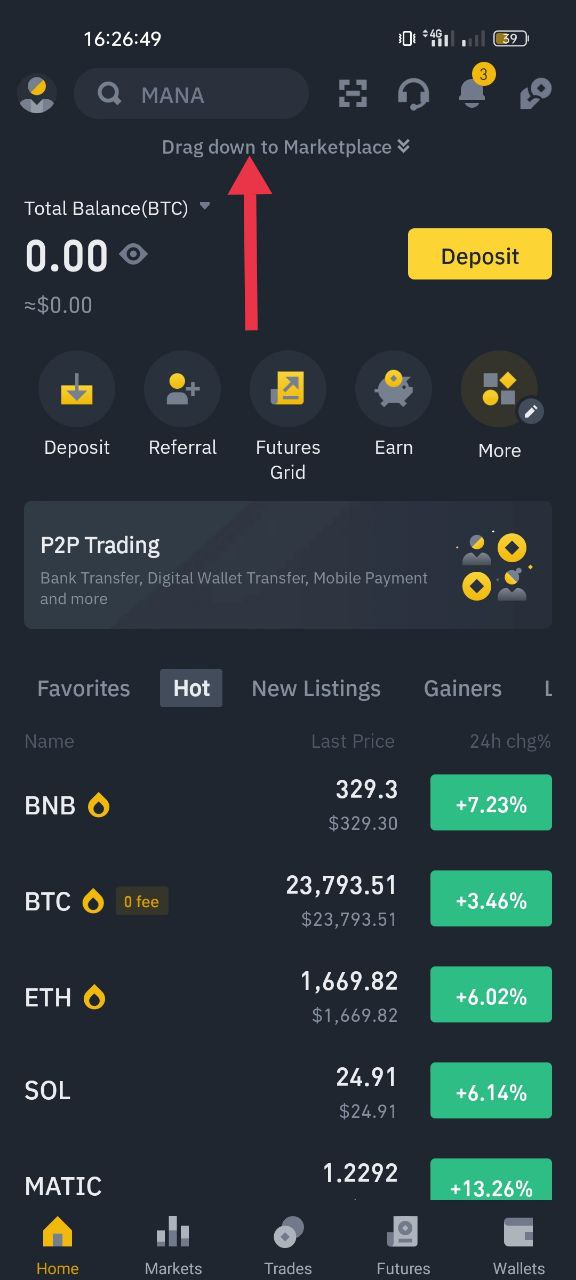 16:26:49
4G
39
MANA
3
Drag down to Marketplace
Total Balance(BTC)
0.00
Deposit
≈$0.00
Deposit
Referral
Futures Grid
Earn
More
P2P Trading
Bank Transfer, Digital Wallet Transfer, Mobile Payment
and more
Favorites Hot New Listings Gainers L
Name Last Price 24h chg%
BNB 329.3 +7.23%
$329.30
BTC 0 fee 23,793.51 +3.46%
$23,793.51
ETH 1,669.82 +6.02%
$1,669.82
SOL 24.91 +6.14%
$24.91
MATIC 1.2292 +13.26%
Home Markets Trades Futures Wallets